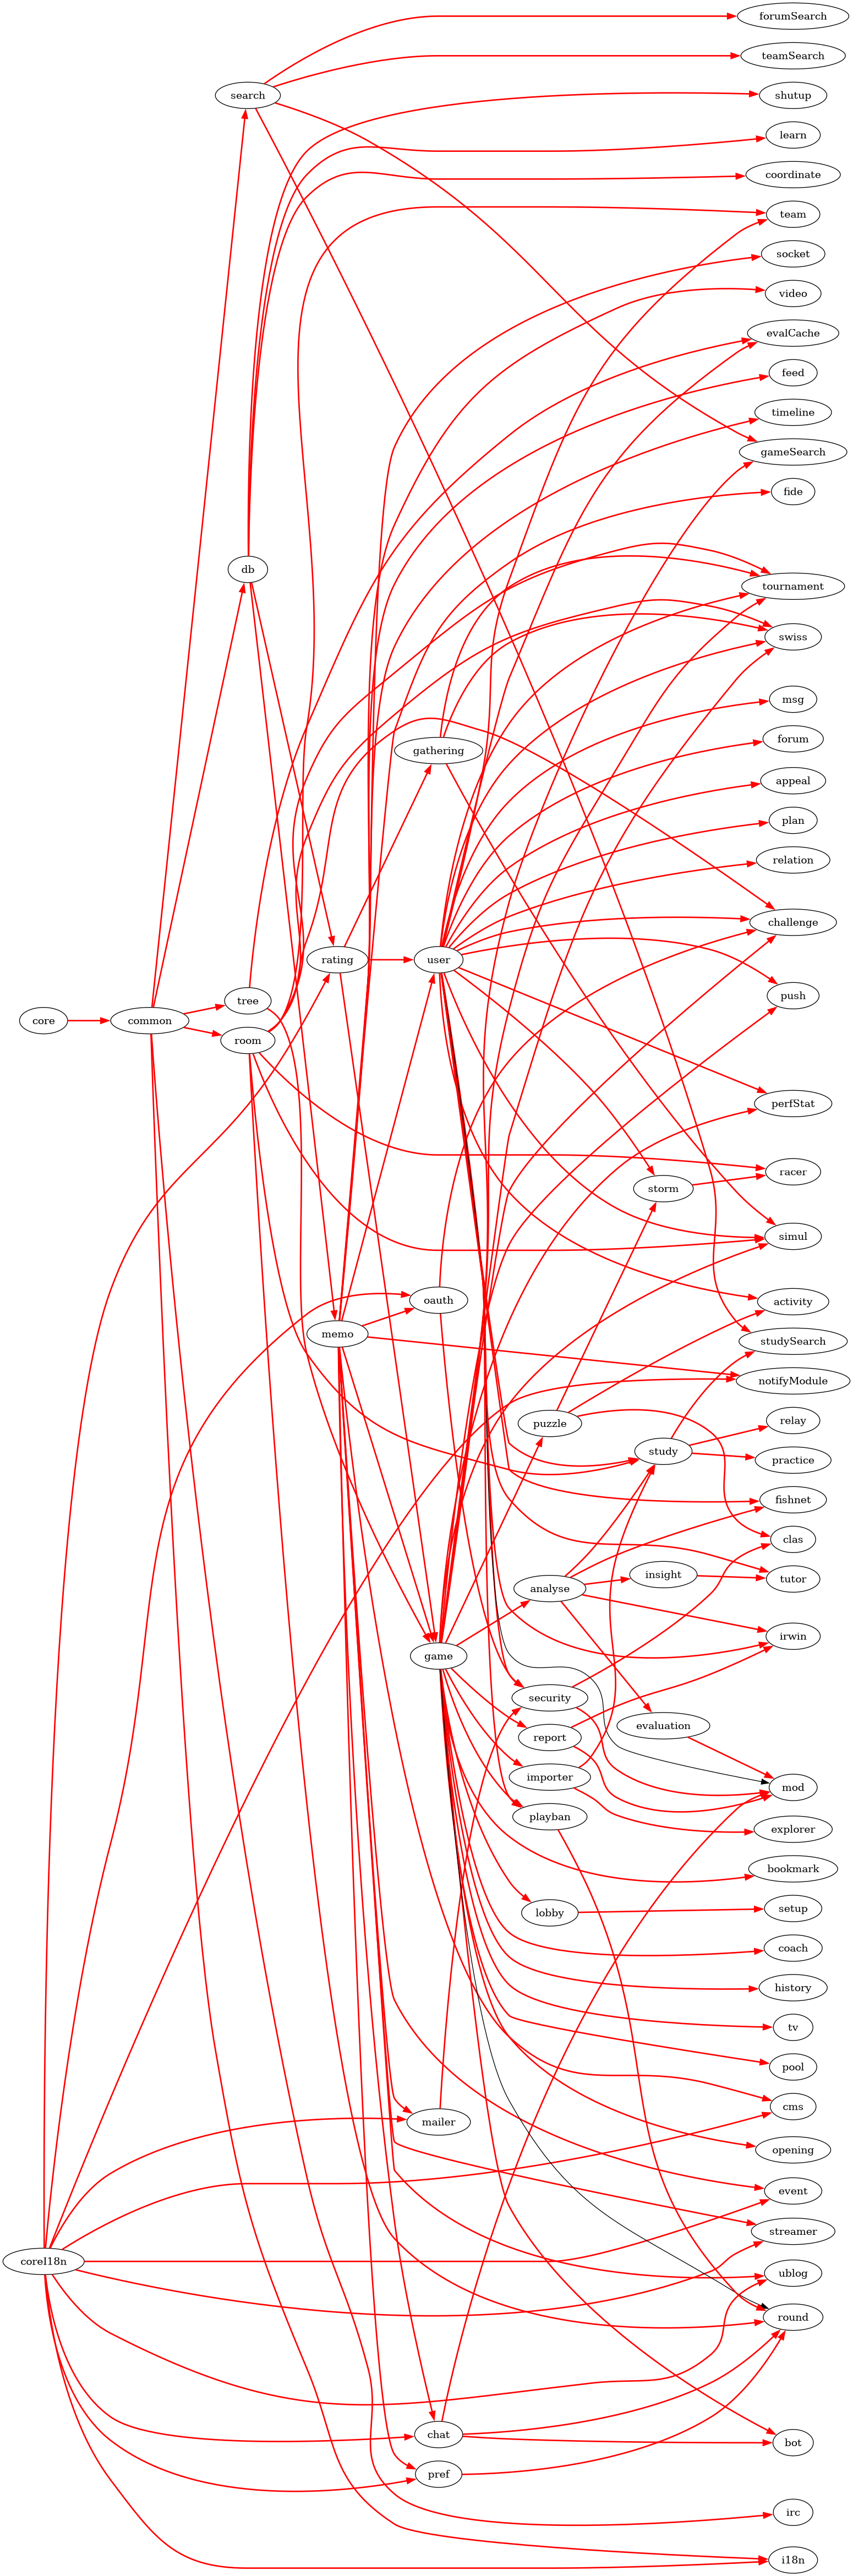 forumSearch
teamSearch
search
shutup
learn
coordinate
team
socket
video
evalCache
feed
timeline
gameSearch
fide
db
tournament
swiss
msg
forum
gathering
appeal
plan
relation
challenge
rating
user
push
tree
core
common
room
perfStat
racer
storm
simul
oauth
activity
memo
studySearch
notifyModule
relay
puzzle
study
practice
fishnet
clas
insight
tutor
analyse
irwin
game
security
evaluation
report
importer
mod
playban
explorer
bookmark
setup
lobby
coach
history
tv
pool
cms
mailer
opening
event
streamer
coreI18n
ublog
round
chat
bot
pref
irc
i18n